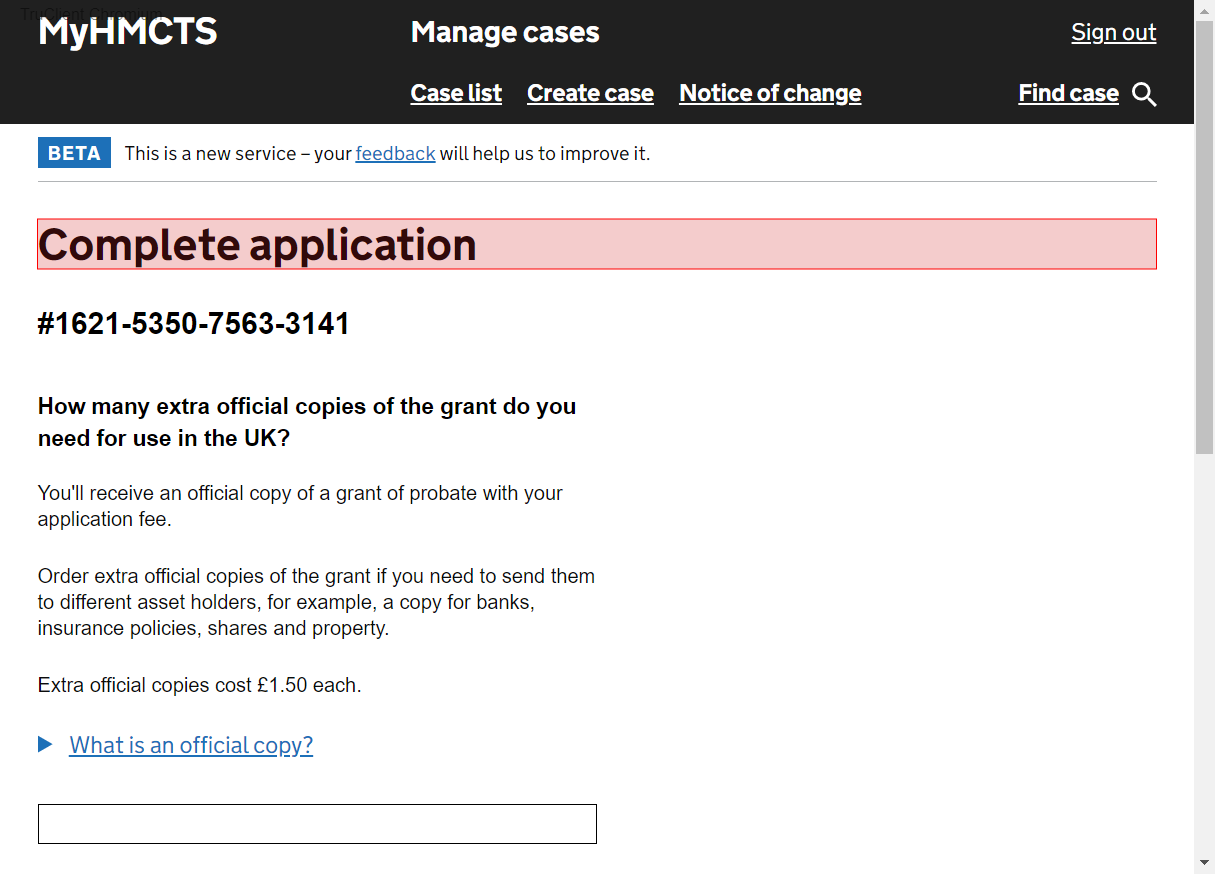 TruClient Chromium
MyHMCTS
Manage cases
Sign out
Case list
Create case
Notice of change
Find case
BETA
This is a new service – your feedback will help us to improve it.
Complete application
#1621-5350-7563-3141
How many extra official copies of the grant do you
need for use in the UK?
You'll receive an official copy of a grant of probate with your
application fee.
Order extra official copies of the grant if you need to send them
to different asset holders, for example, a copy for banks,
insurance policies, shares and property.
Extra official copies cost £1.50 each.
What is an official copy?